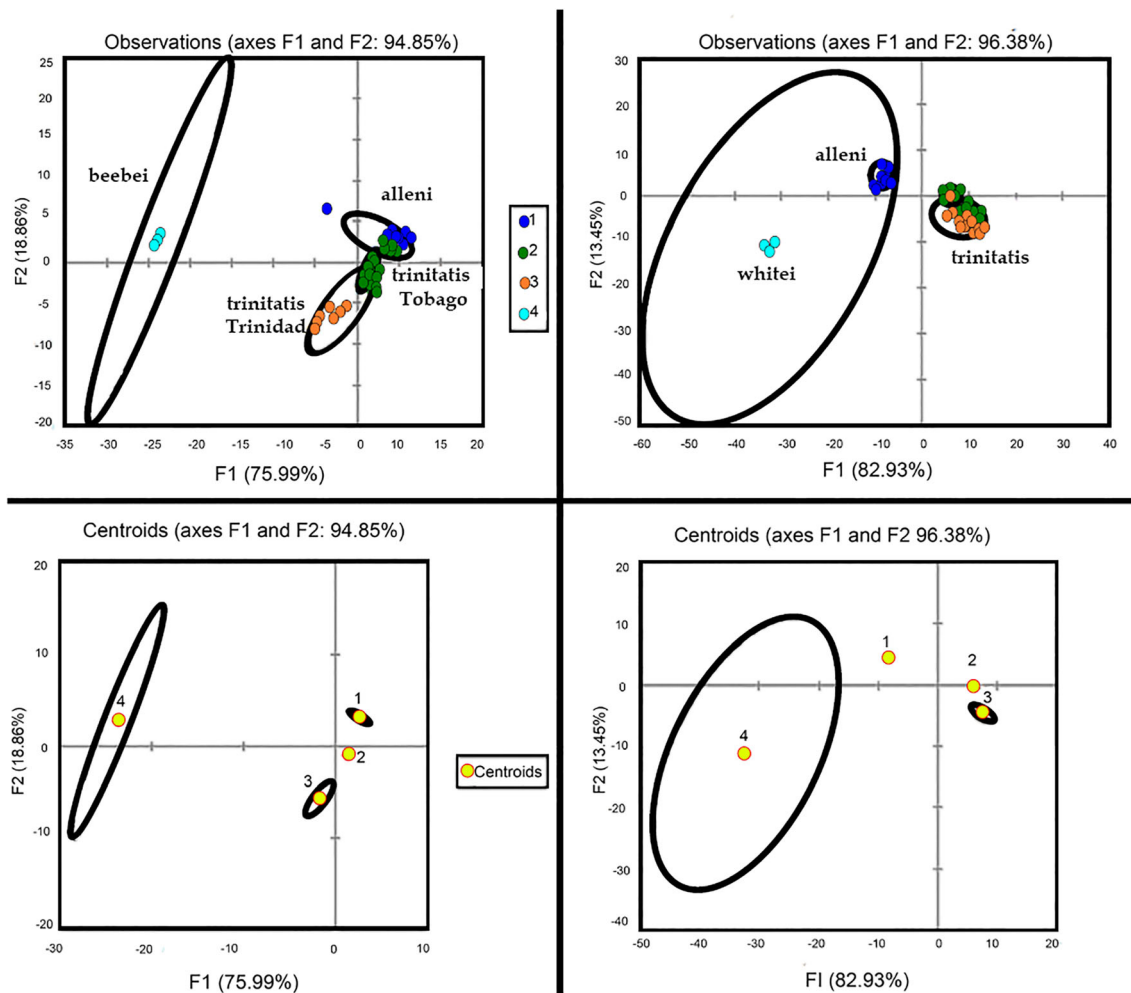 Observations (axes F1 and F2: 94.85%)
25
20
15
10
5
0
-5
-10
-15
-20
F2 (18.86%)
beebei
alleni
trinitatis
Tobago
trinitatis
Trinidad
-35 -30 -25 -20 -15 -10 -5 0 5 10 15 20
F1 (75.99%)
1
2
3
4
Observations (axes F1 and F2: 96.38%)
30
20
10
0
-10
-20
-30
-40
-50
F2 (13.45%)
alleni
whitei
trinitatis
-60 -50 -40 -30 -20 -10 0 10 20 30 40
F1 (82.93%)
Centroids (axes F1 and F2: 94.85%)
20
10
0
-10
-20
F2 (18.86%)
4
1
2
3
-30 -20 -10 0 10
F1 (75.99%)
Centroids
Centroids (axes F1 and F2 96.38%)
20
10
0
-10
-20
-30
-40
F2 (13.45%)
1
2
3
4
-50 -40 -30 -20 -10 0 10 20
FI (82.93%)